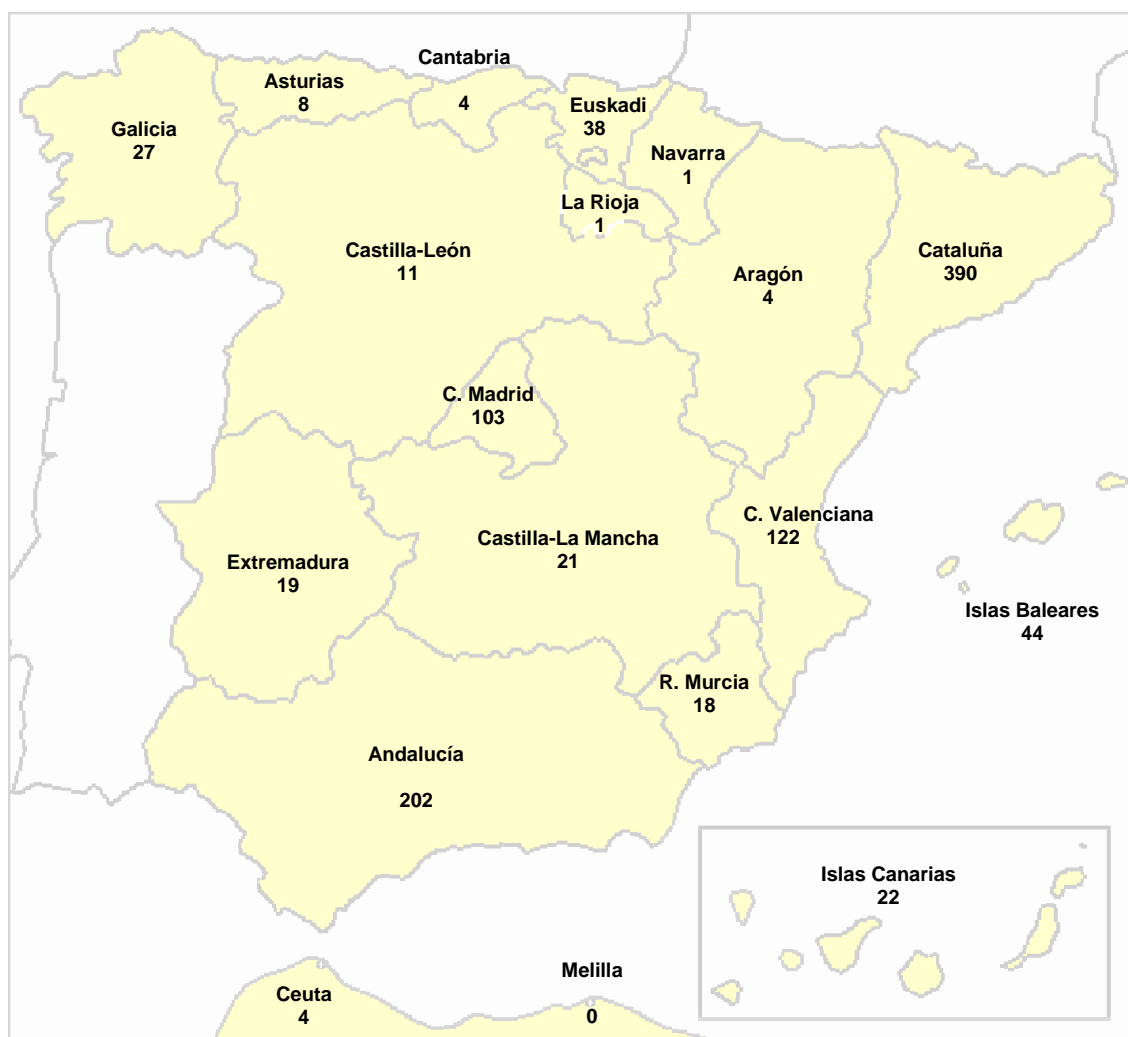 Cantabria
4
Asturias
8
Euskadi
38
Galicia
27
Navarra
1
La Rioja
1
Castilla-León
11
Aragón
4
Cataluña
390
C. Madrid
103
C. Valenciana
122
Castilla-La Mancha
21
Extremadura
19
Islas Baleares
44
R. Murcia
18
Andalucía
202
Islas Canarias
22
Ceuta
4
Melilla
0